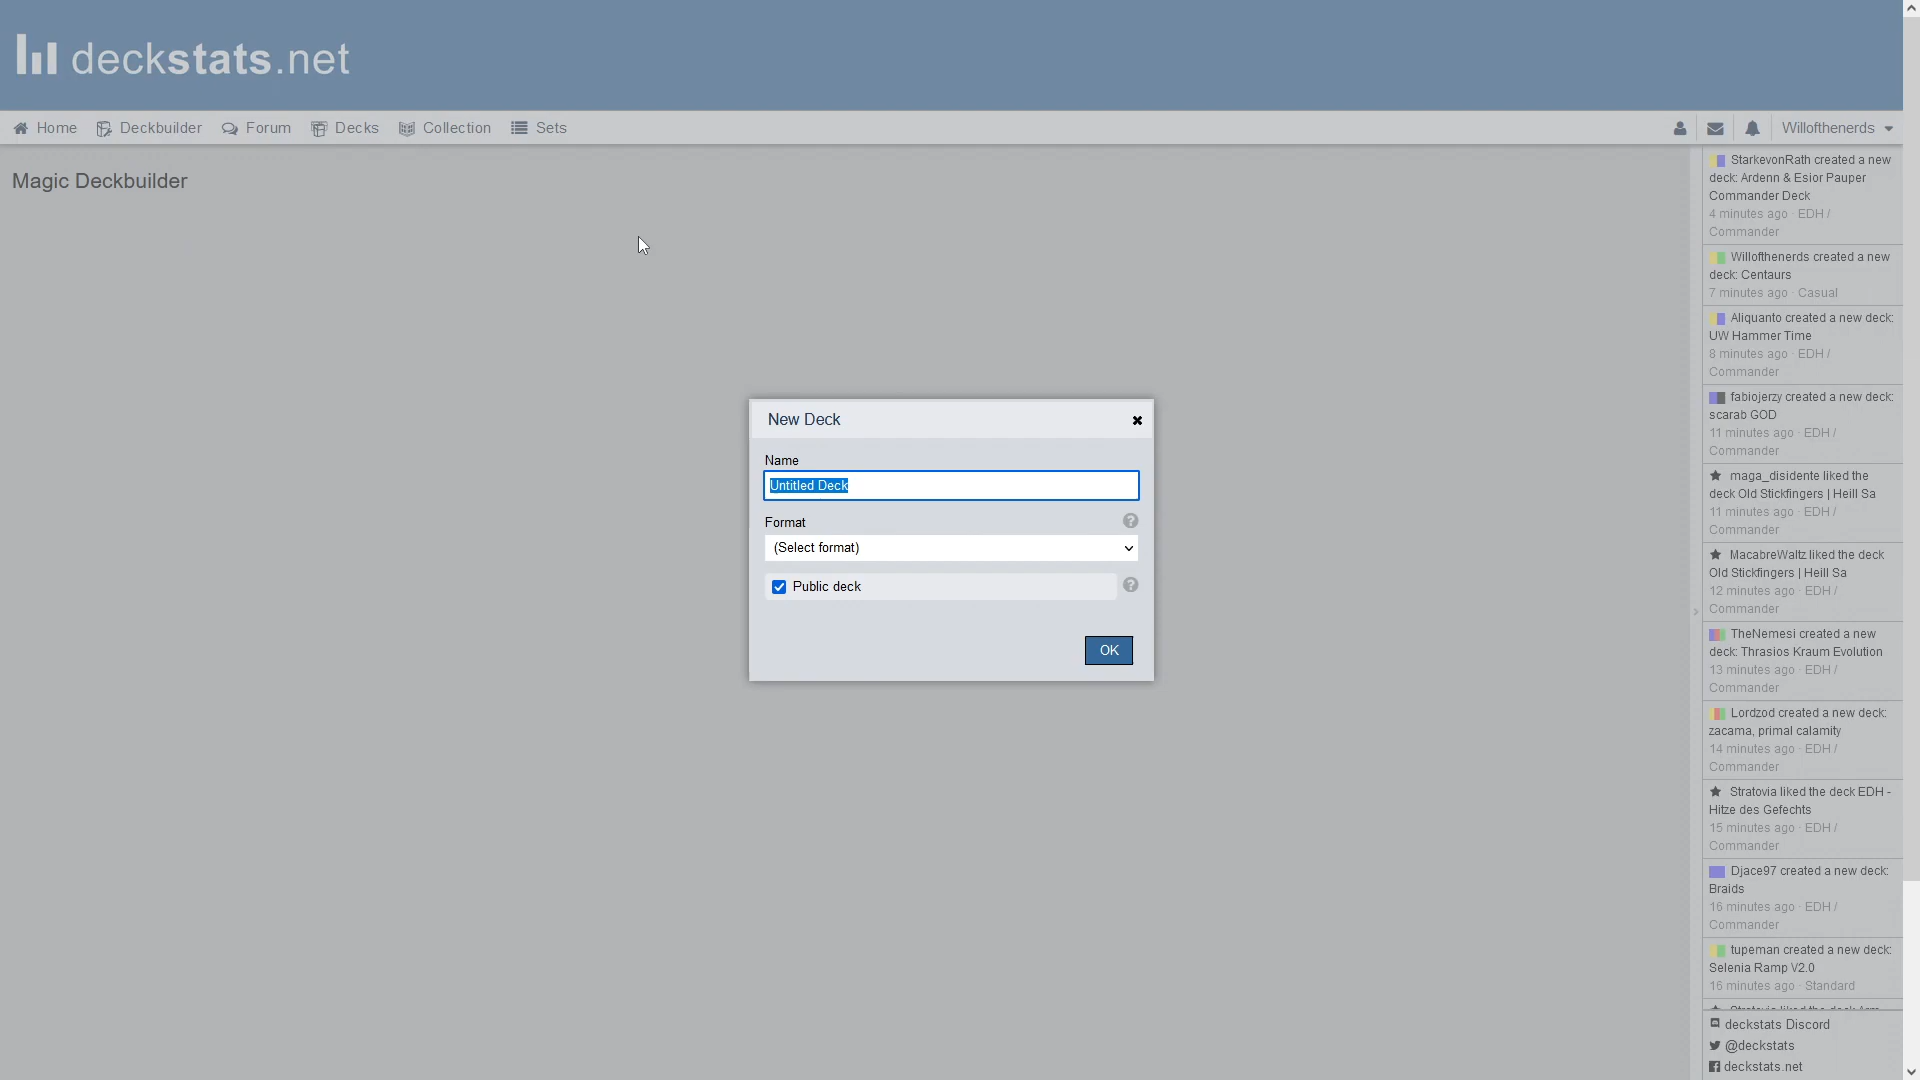 deckstats.net
Home Deckbuilder Forum Decks Collection Sets Willofthenerds
Magic Deckbuilder
New Deck
Name
Untitled Deck
Format
?
(Select format)
Public deck
?
OK
StarkevonRath created a new
deck: Ardenn & Esior Pauper
Commander Deck
4 minutes ago · EDH /
Commander
Willofthenerds created a new
deck: Centaurs
7 minutes ago · Casual
Aliquanto created a new deck:
UW Hammer Time
8 minutes ago · EDH /
Commander
fabiojerzy created a new deck:
scarab GOD
11 minutes ago · EDH /
Commander
maga_disidente liked the
deck Old Stickfingers | Heill Sa
11 minutes ago · EDH /
Commander
MacabreWaltz liked the deck
Old Stickfingers | Heill Sa
12 minutes ago · EDH /
Commander
TheNemesi created a new
deck: Thrasios Kraum Evolution
13 minutes ago · EDH /
Commander
Lordzod created a new deck:
zacama, primal calamity
14 minutes ago · EDH /
Commander
Stratovia liked the deck EDH -
Hitze des Gefechts
15 minutes ago · EDH /
Commander
Djace97 created a new deck:
Braids
16 minutes ago · EDH /
Commander
tupeman created a new deck:
Selenia Ramp V2.0
16 minutes ago · Standard
deckstats Discord
@deckstats
deckstats.net